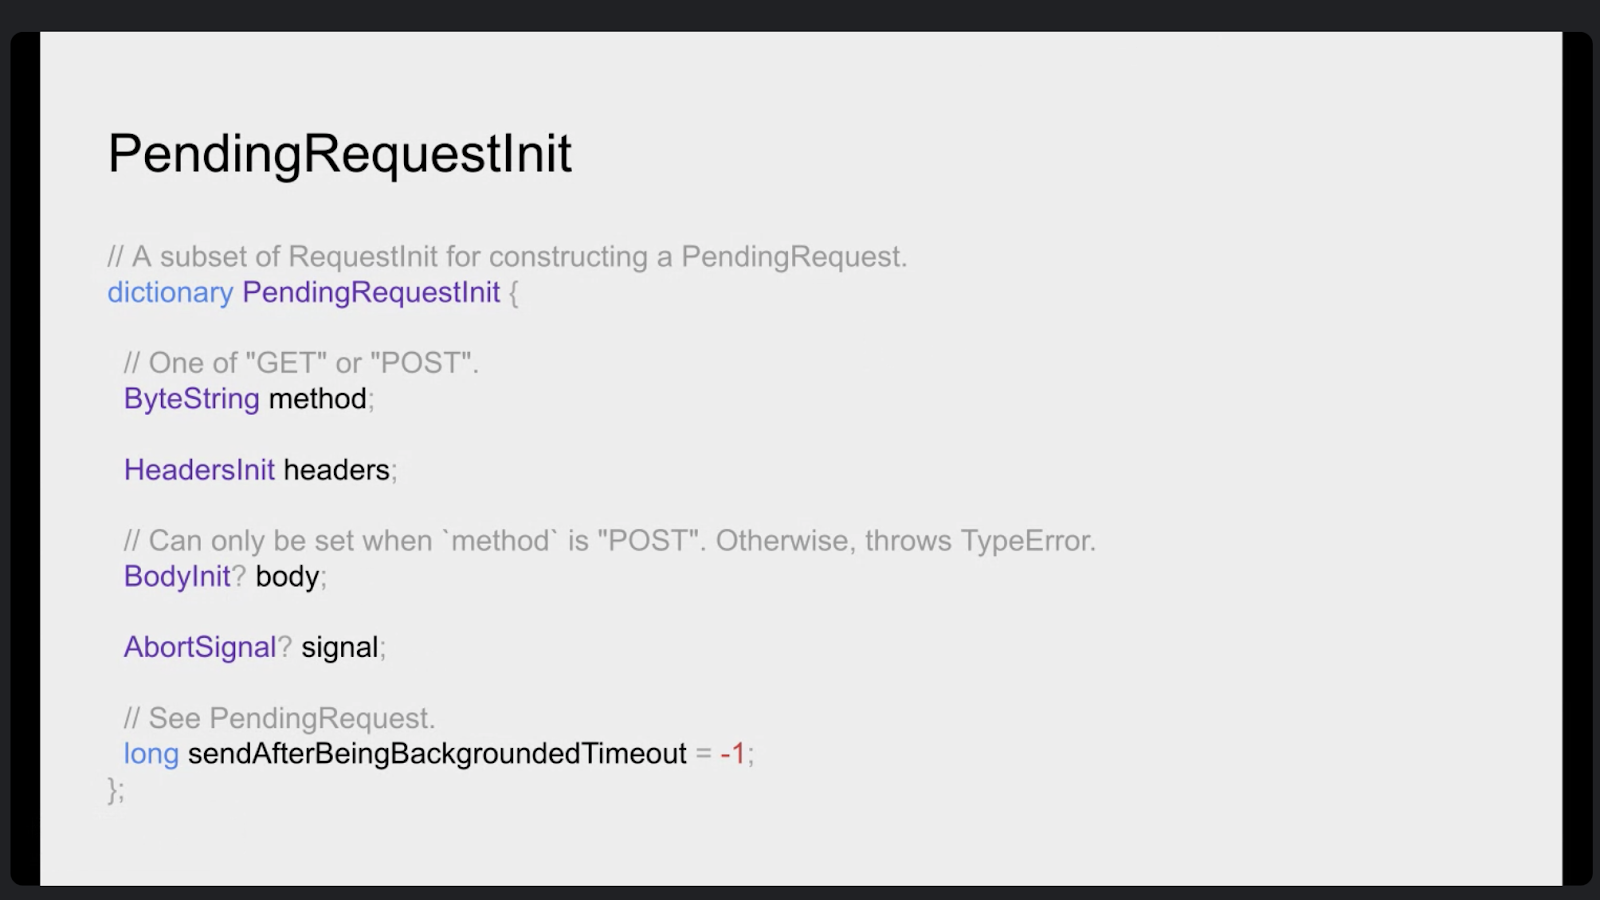 PendingRequestInit
// A subset of RequestInit for constructing a PendingRequest.
dictionary PendingRequestInit {
// One of "GET" or "POST".
ByteString method;
HeadersInit headers;
// Can only be set when `method` is "POST". Otherwise, throws TypeError.
BodyInit? body;
AbortSignal? signal;
// See PendingRequest.
long sendAfterBeingBackgroundedTimeout = -1;
};